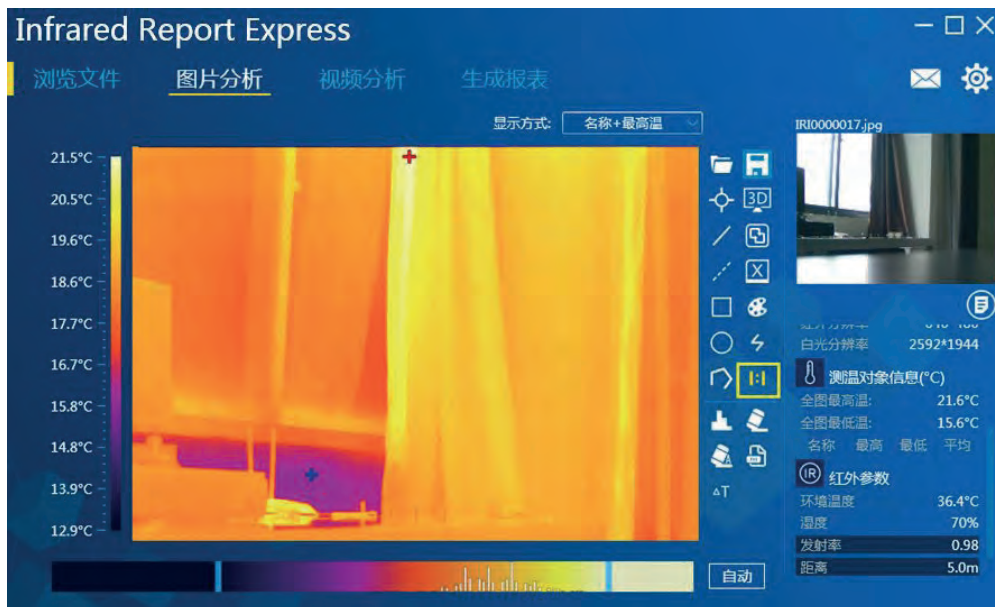 Infrared Report Express
浏览文件 图片分析 视频分析 生成报表
显示方式: 名称+最高温
IRI0000017.jpg
21.5°C
20.5°C
19.6°C
18.6°C
17.7°C
16.7°C
15.8°C
14.8°C
13.9°C
12.9°C
3D
X
1:1
ΔT
自动
白光分辨率 2592*1944
测温对象信息(°C)
全图最高温: 21.6°C
全图最低温: 15.6°C
名称 最高 最低 平均
IR 红外参数
环境温度 36.4°C
湿度 70%
发射率 0.98
距离 5.0m